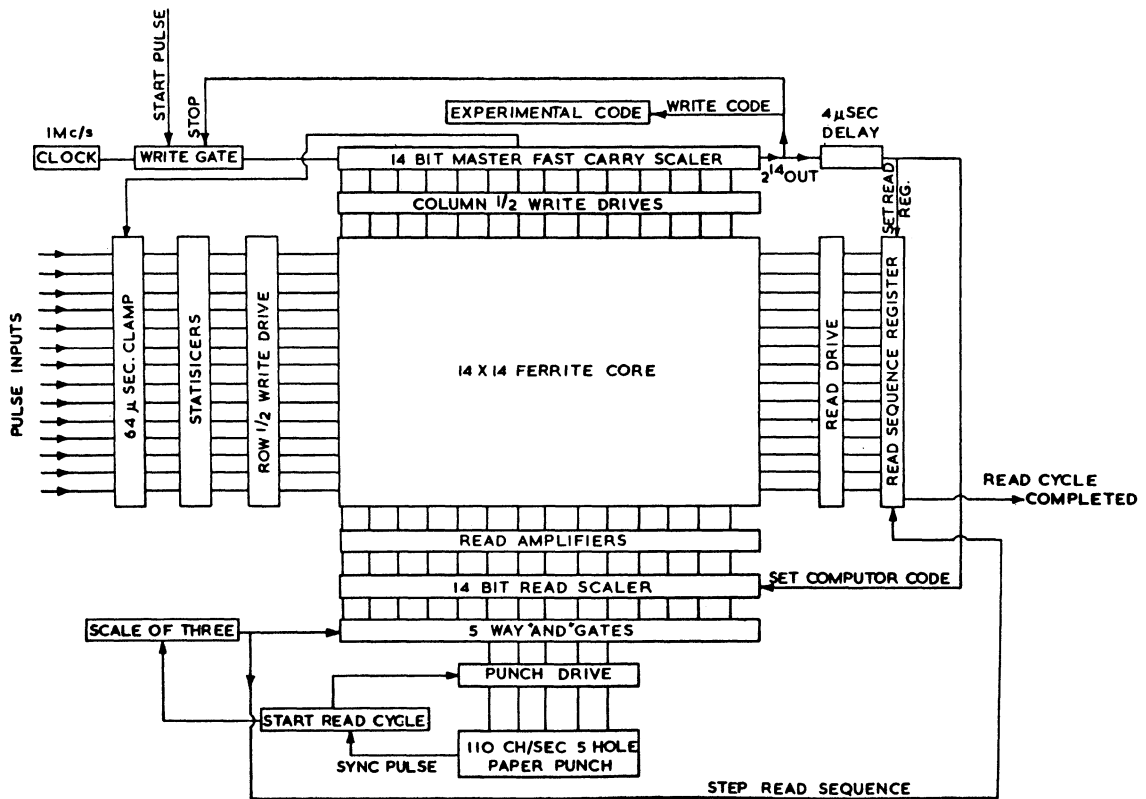 START PULSE
STOP
1Mc/s
CLOCK
WRITE GATE
EXPERIMENTAL CODE
WRITE CODE
4 μSEC
DELAY
14 BIT MASTER FAST CARRY SCALER
2¹⁴ OUT
SET READ
REG.
COLUMN 1/2 WRITE DRIVES
PULSE INPUTS
64 μ SEC. CLAMP
STATISICERS
ROW 1/2 WRITE DRIVE
14 X 14 FERRITE CORE
READ DRIVE
READ SEQUENCE REGISTER
READ CYCLE
COMPLETED
READ AMPLIFIERS
14 BIT READ SCALER
SET COMPUTOR CODE
SCALE OF THREE
5 WAY "AND" GATES
PUNCH DRIVE
START READ CYCLE
110 CH/SEC 5 HOLE
PAPER PUNCH
SYNC PULSE
STEP READ SEQUENCE